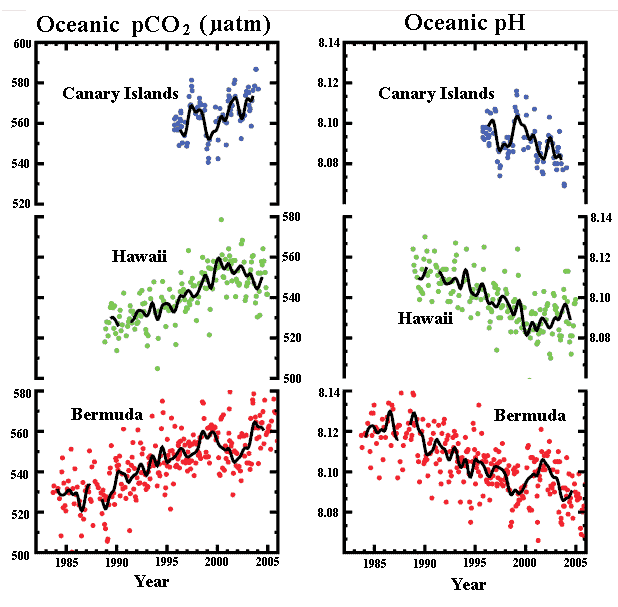 Oceanic pCO₂ (µatm)
Oceanic pH
600
580
560
540
520
Canary Islands
8.14
8.10
8.08
Canary Islands
580
560
540
520
500
Hawaii
8.14
8.12
8.10
8.08
Hawaii
580
560
540
520
500
Bermuda
8.14
8.12
8.10
8.08
Bermuda
1985 1990 1995 2000 2005
Year
1985 1990 1995 2000 2005
Year